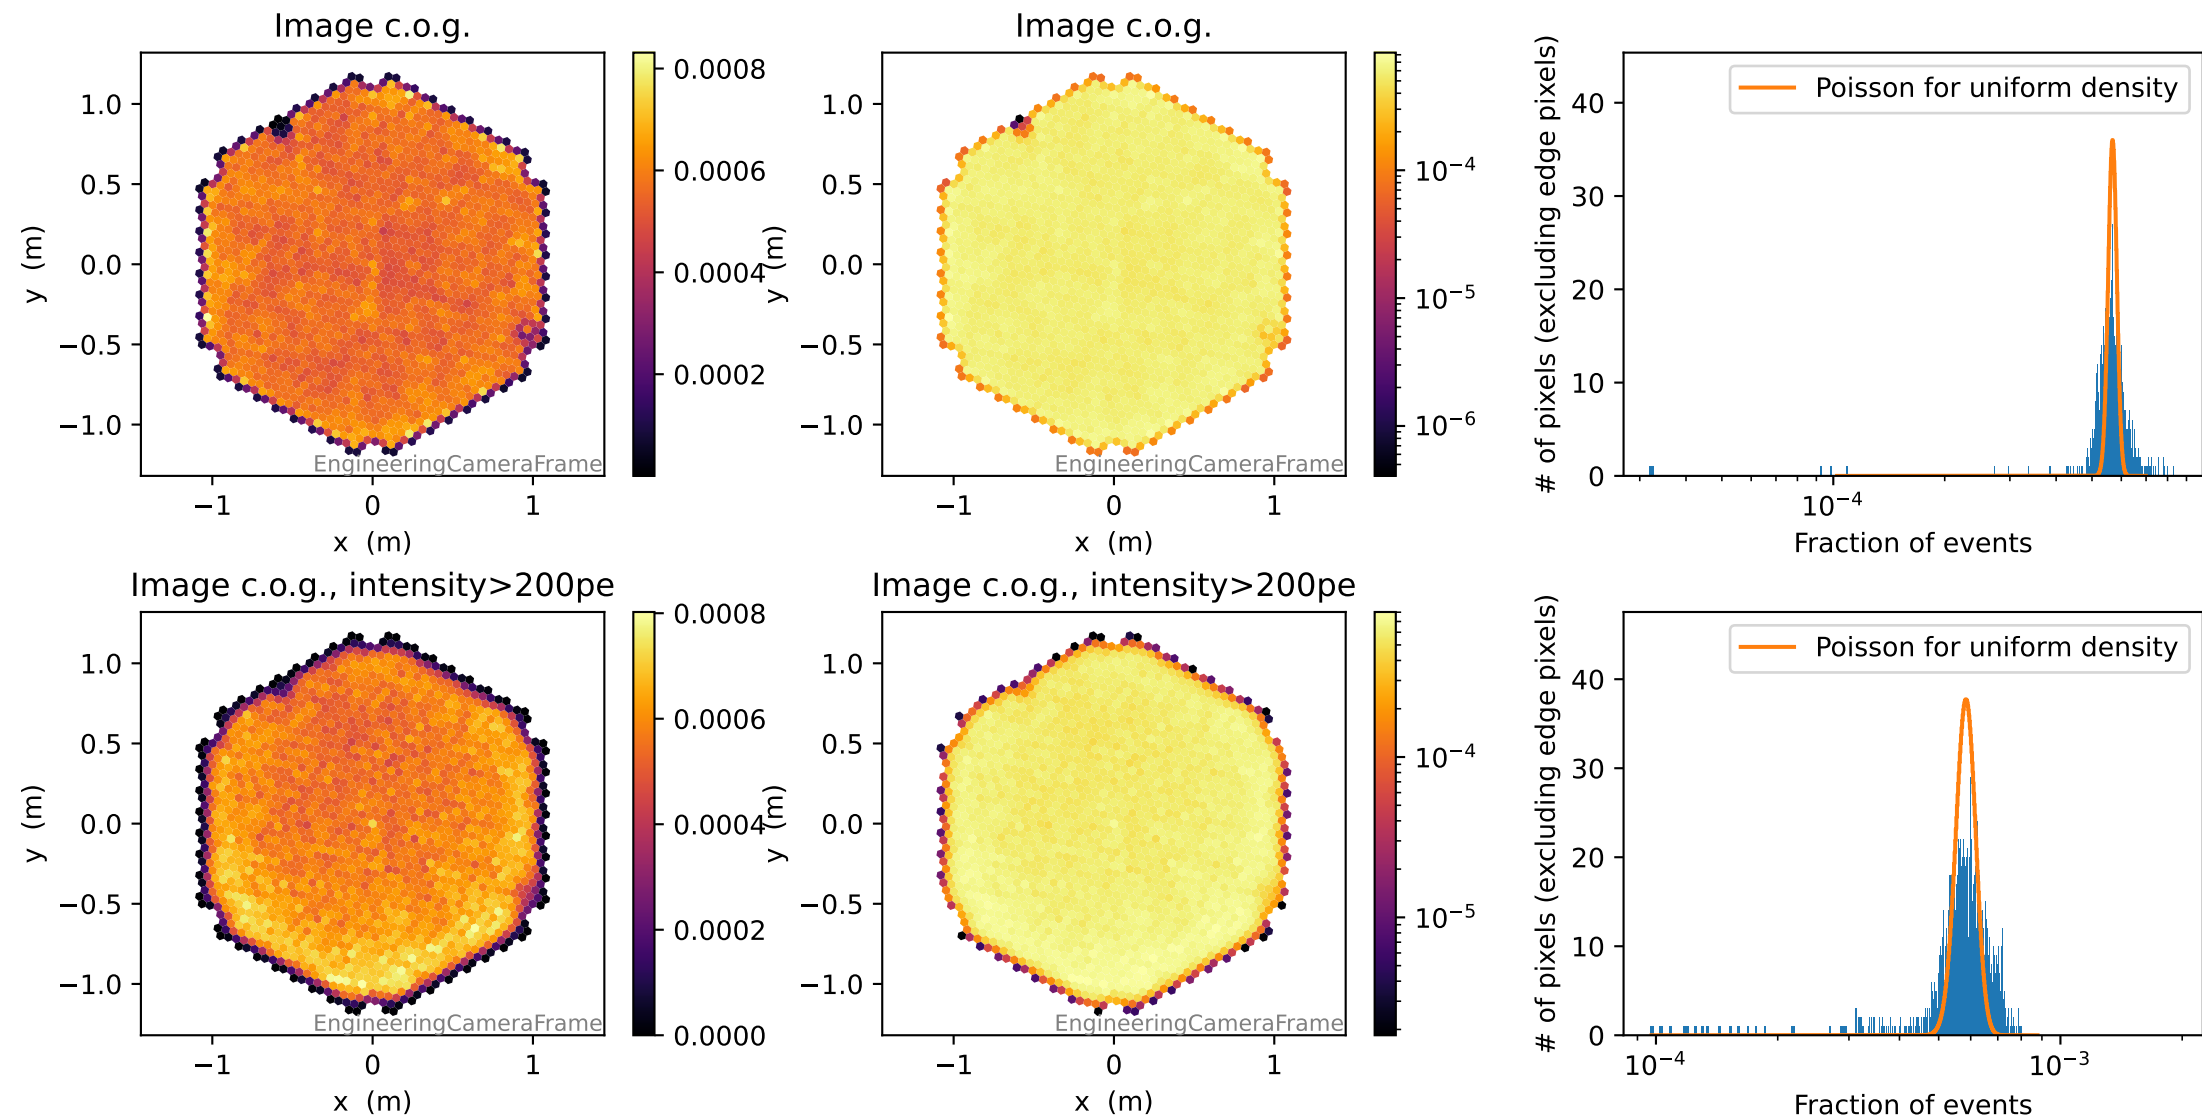 Image c.o.g.
1.0
0.5
0.0
−0.5
−1.0
y (m)
−1
0
1
x (m)
EngineeringCameraFrame
0.0008
0.0006
0.0004
0.0002
Image c.o.g.
1.0
0.5
0.0
−0.5
−1.0
y (m)
−1
0
1
x (m)
EngineeringCameraFrame
10⁻⁴
10⁻⁵
10⁻⁶
Poisson for uniform density
40
30
20
10
0
# of pixels (excluding edge pixels)
10⁻⁴
Fraction of events
Image c.o.g., intensity>200pe
1.0
0.5
0.0
−0.5
−1.0
y (m)
−1
0
1
x (m)
EngineeringCameraFrame
0.0008
0.0006
0.0004
0.0002
0.0000
Image c.o.g., intensity>200pe
1.0
0.5
0.0
−0.5
−1.0
y (m)
−1
0
1
x (m)
EngineeringCameraFrame
10⁻⁴
10⁻⁵
Poisson for uniform density
40
30
20
10
0
# of pixels (excluding edge pixels)
10⁻⁴
10⁻³
Fraction of events